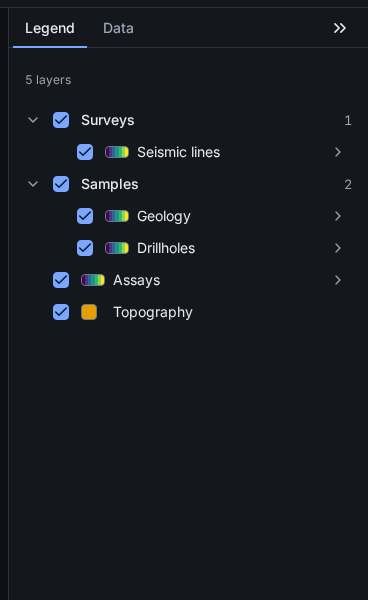 Legend Data
5 layers
Surveys 1
Seismic lines
Samples 2
Geology
Drillholes
Assays
Topography